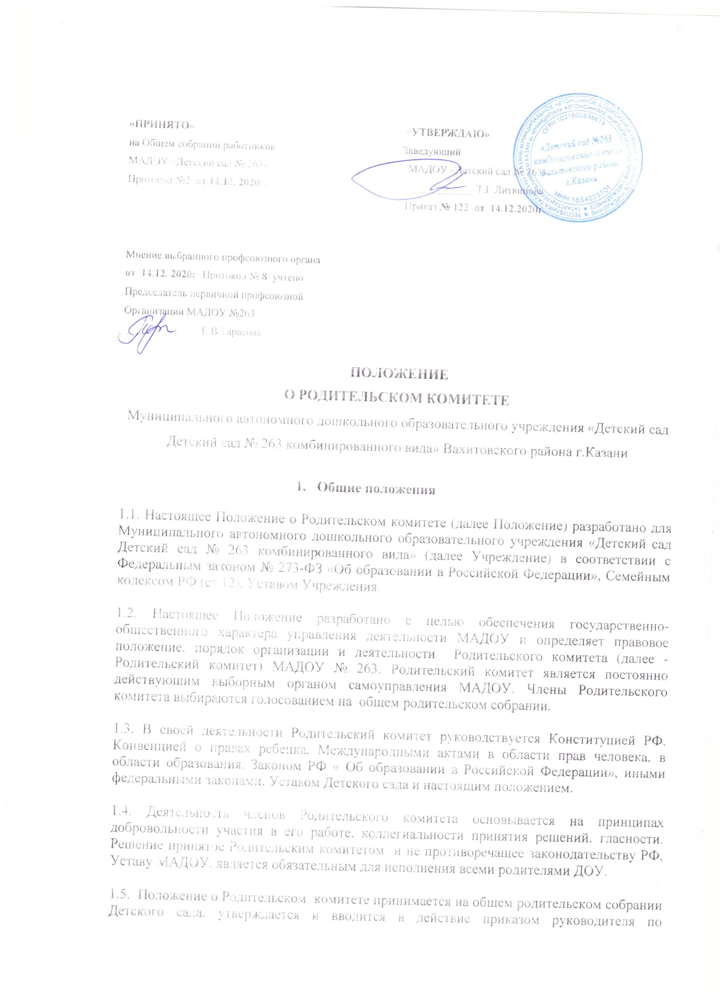 «ПРИНЯТО»
на Общем собрании работников
МАДОУ «Детский сад № 263»
Протокол №2 от 14.12. 2020г.
«УТВЕРЖДАЮ»
Заведующий
МАДОУ «Детский сад № 263»
Т.Г. Литвинова
Приказ № 122 от 14.12.2020г.
ОГРН 1021602838619
«Детский сад №263
комбинированного вида»
Вахитовского района
г.Казани
ИНН 1654035701
Мнение выбранного профсоюзного органа
от 14.12. 2020г Протокол № 8 учтено
Председатель первичной профсоюзной
Организации МАДОУ №263
Е.В.Тарасова
ПОЛОЖЕНИЕ
О РОДИТЕЛЬСКОМ КОМИТЕТЕ
Муниципального автономного дошкольного образовательного учреждения «Детский сад
Детский сад № 263 комбинированного вида» Вахитовского района г.Казани
1. Общие положения
1.1. Настоящее Положение о Родительском комитете (далее Положение) разработано для
Муниципального автономного дошкольного образовательного учреждения «Детский сад
Детский сад № 263 комбинированного вида» (далее Учреждение) в соответствии с
Федеральным законом № 273-ФЗ «Об образовании в Российской Федерации», Семейным
кодексом РФ (ст 12), Уставом Учреждения.
1.2. Настоящее Положение разработано с целью обеспечения государственно-
общественного характера управления деятельности МАДОУ и определяет правовое
положение, порядок организации и деятельности Родительского комитета (далее -
Родительский комитет) МАДОУ № 263. Родительский комитет является постоянно
действующим выборным органом самоуправления МАДОУ. Члены Родительского
комитета выбираются голосованием на общем родительском собрании.
1.3. В своей деятельности Родительский комитет руководствуется Конституцией РФ,
Конвенцией о правах ребенка, Международными актами в области прав человека, в
области образования, Законом РФ « Об образовании в Российской Федерации», иными
федеральными законами, Уставом Детского сада и настоящим положением.
1.4. Деятельность членов Родительского комитета основывается на принципах
добровольности участия в его работе, коллегиальности принятия решений, гласности.
Решение принятое Родительским комитетом и не противоречащее законодательству РФ,
Уставу МАДОУ, является обязательным для исполнения всеми родителями ДОУ.
1.5. Положение о Родительском комитете принимается на общем родительском собрании
Детского сада, утверждается и вводится в действие приказом руководителя по